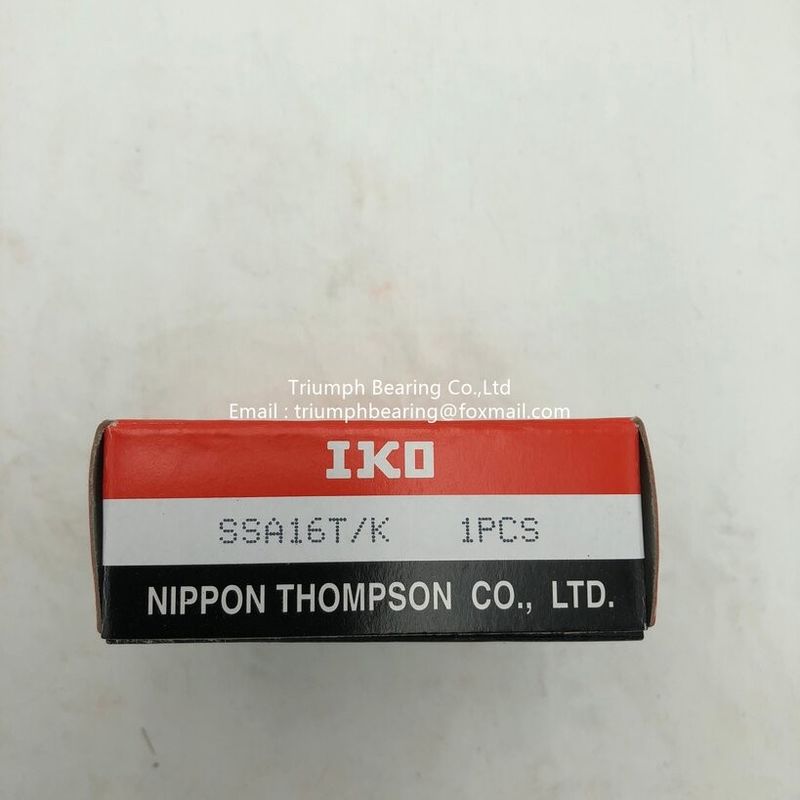 Triumph Bearing Co.,Ltd
Email : triumphbearing@foxmail.com
IKO
SSA16T/K 1PCS
NIPPON THOMPSON CO., LTD.